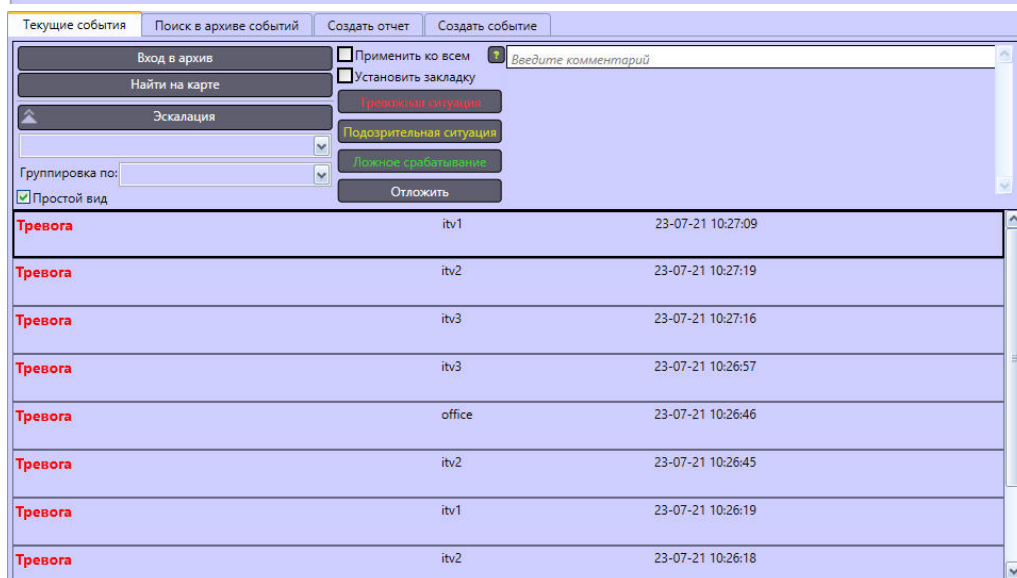 Текущие события Поиск в архиве событий Создать отчет Создать событие
Вход в архив
Найти на карте
Эскалация
Группировка по:
Простой вид
Применить ко всем ? Введите комментарий
Установить закладку
Тревожная ситуация
Подозрительная ситуация
Ложное срабатывание
Отложить
Тревога itv1 23-07-21 10:27:09
Тревога itv2 23-07-21 10:27:19
Тревога itv3 23-07-21 10:27:16
Тревога itv3 23-07-21 10:26:57
Тревога office 23-07-21 10:26:46
Тревога itv2 23-07-21 10:26:45
Тревога itv1 23-07-21 10:26:19
Тревога itv2 23-07-21 10:26:18